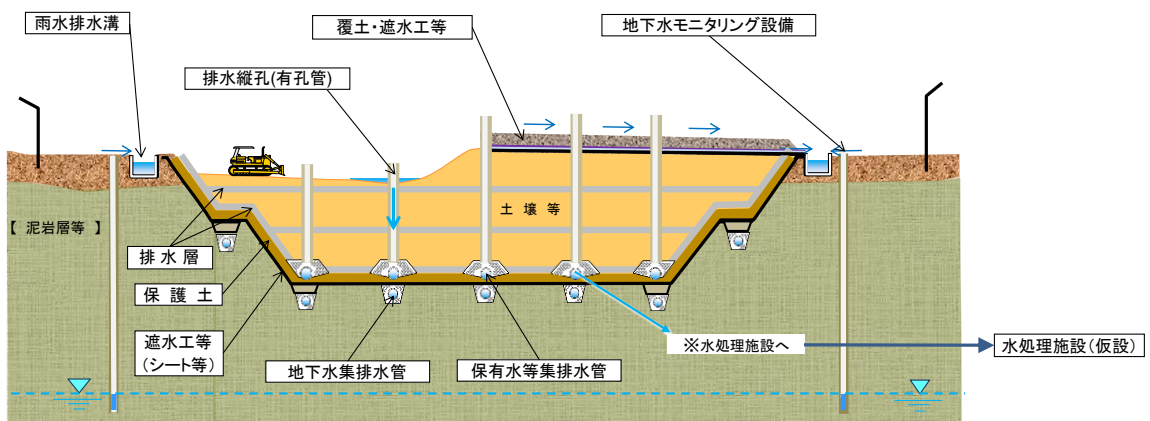 雨水排水溝
覆土・遮水工等
地下水モニタリング設備
排水縦孔(有孔管)
土 壌 等
【 泥岩層等 】
排 水 層
保 護 土
遮水工等
(シート等)
地下水集排水管
保有水等集排水管
※水処理施設へ
水処理施設(仮設)